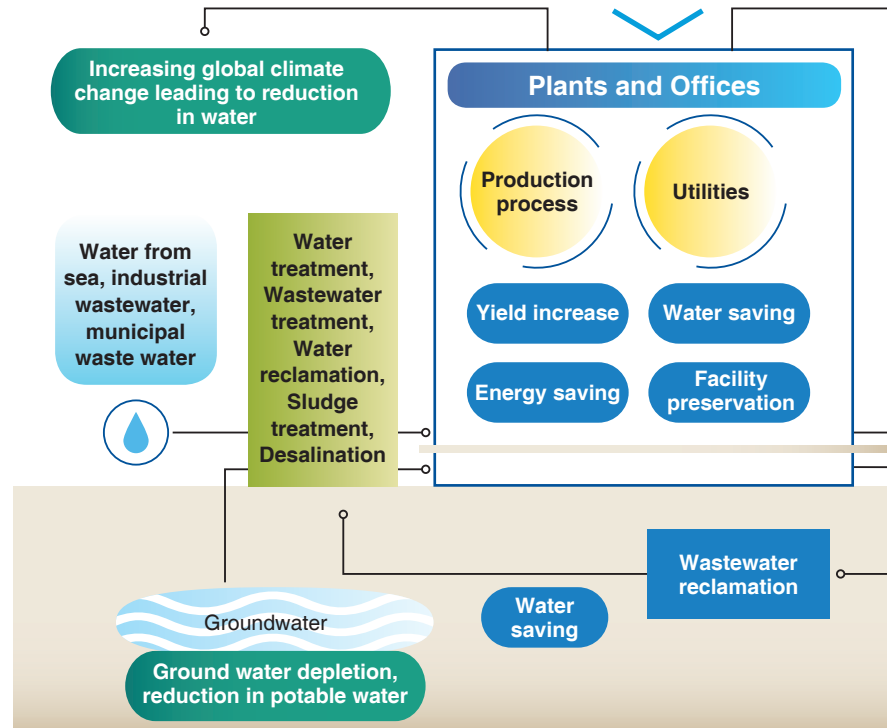 Increasing global climate
change leading to reduction
in water
Plants and Offices
Production
process
Utilities
Water from
sea, industrial
wastewater,
municipal
waste water
Water
treatment,
Wastewater
treatment,
Water
reclamation,
Sludge
treatment,
Desalination
Yield increase
Water saving
Energy saving
Facility
preservation
Wastewater
reclamation
Water
saving
Groundwater
Ground water depletion,
reduction in potable water